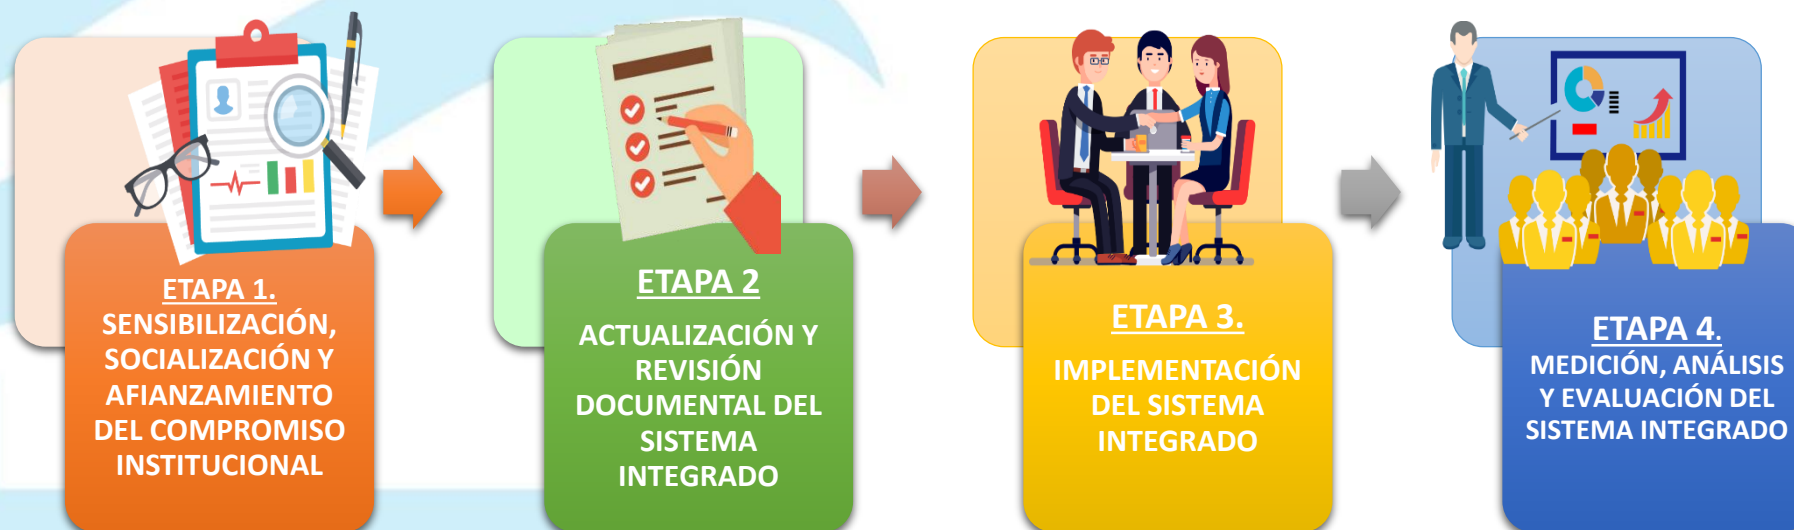 ETAPA 1.
SENSIBILIZACIÓN,
SOCIALIZACIÓN Y
AFIANZAMIENTO
DEL COMPROMISO
INSTITUCIONAL
ETAPA 2
ACTUALIZACIÓN Y
REVISIÓN
DOCUMENTAL DEL
SISTEMA
INTEGRADO
ETAPA 3.
IMPLEMENTACIÓN
DEL SISTEMA
INTEGRADO
ETAPA 4.
MEDICIÓN, ANÁLISIS
Y EVALUACIÓN DEL
SISTEMA INTEGRADO